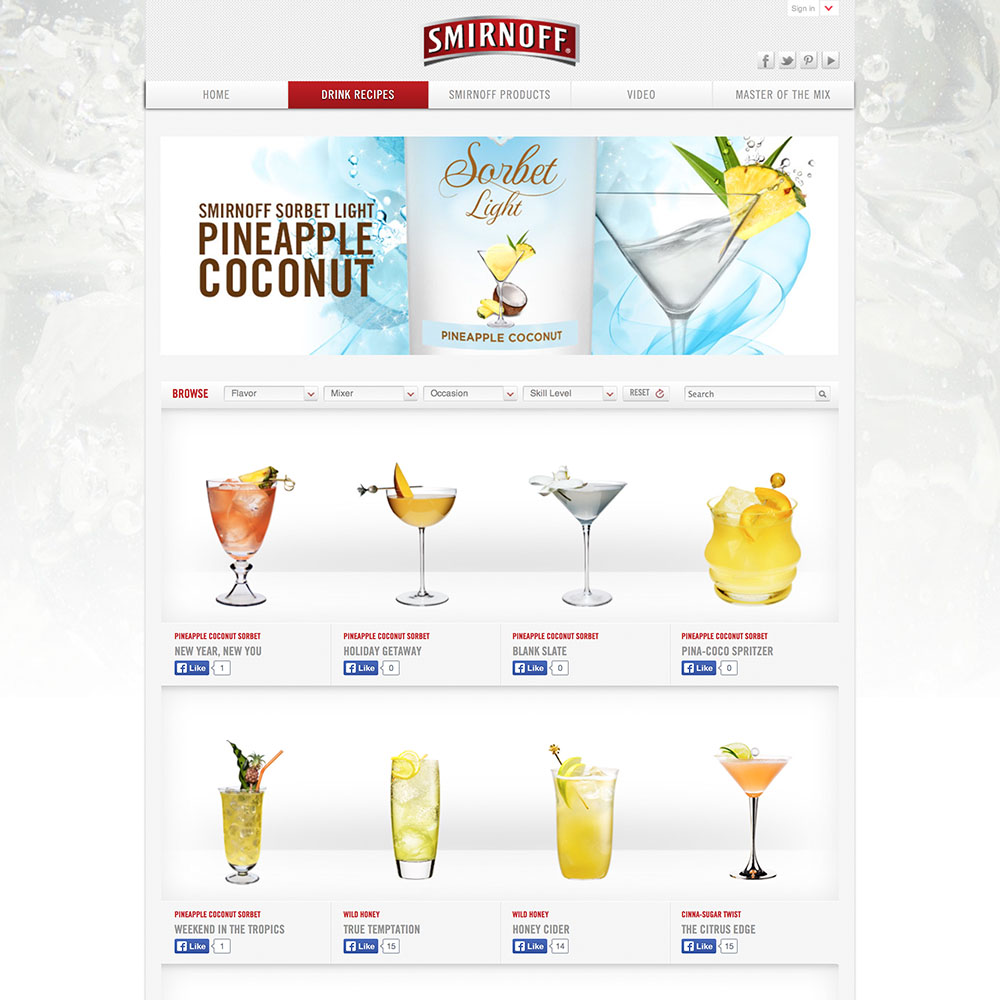 Sign in
SMIRNOFF
HOME
DRINK RECIPES
SMIRNOFF PRODUCTS
VIDEO
MASTER OF THE MIX
SMIRNOFF SORBET LIGHT
PINEAPPLE
COCONUT
Sorbet
Light
PINEAPPLE COCONUT
BROWSE
Flavor
Mixer
Occasion
Skill Level
RESET
Search
PINEAPPLE COCONUT SORBET
NEW YEAR, NEW YOU
Like 1
PINEAPPLE COCONUT SORBET
HOLIDAY GETAWAY
Like 0
PINEAPPLE COCONUT SORBET
BLANK SLATE
Like 0
PINEAPPLE COCONUT SORBET
PINA-COCO SPRITZER
Like 0
PINEAPPLE COCONUT SORBET
WEEKEND IN THE TROPICS
Like 1
WILD HONEY
TRUE TEMPTATION
Like 15
WILD HONEY
HONEY CIDER
Like 14
CINNA-SUGAR TWIST
THE CITRUS EDGE
Like 15